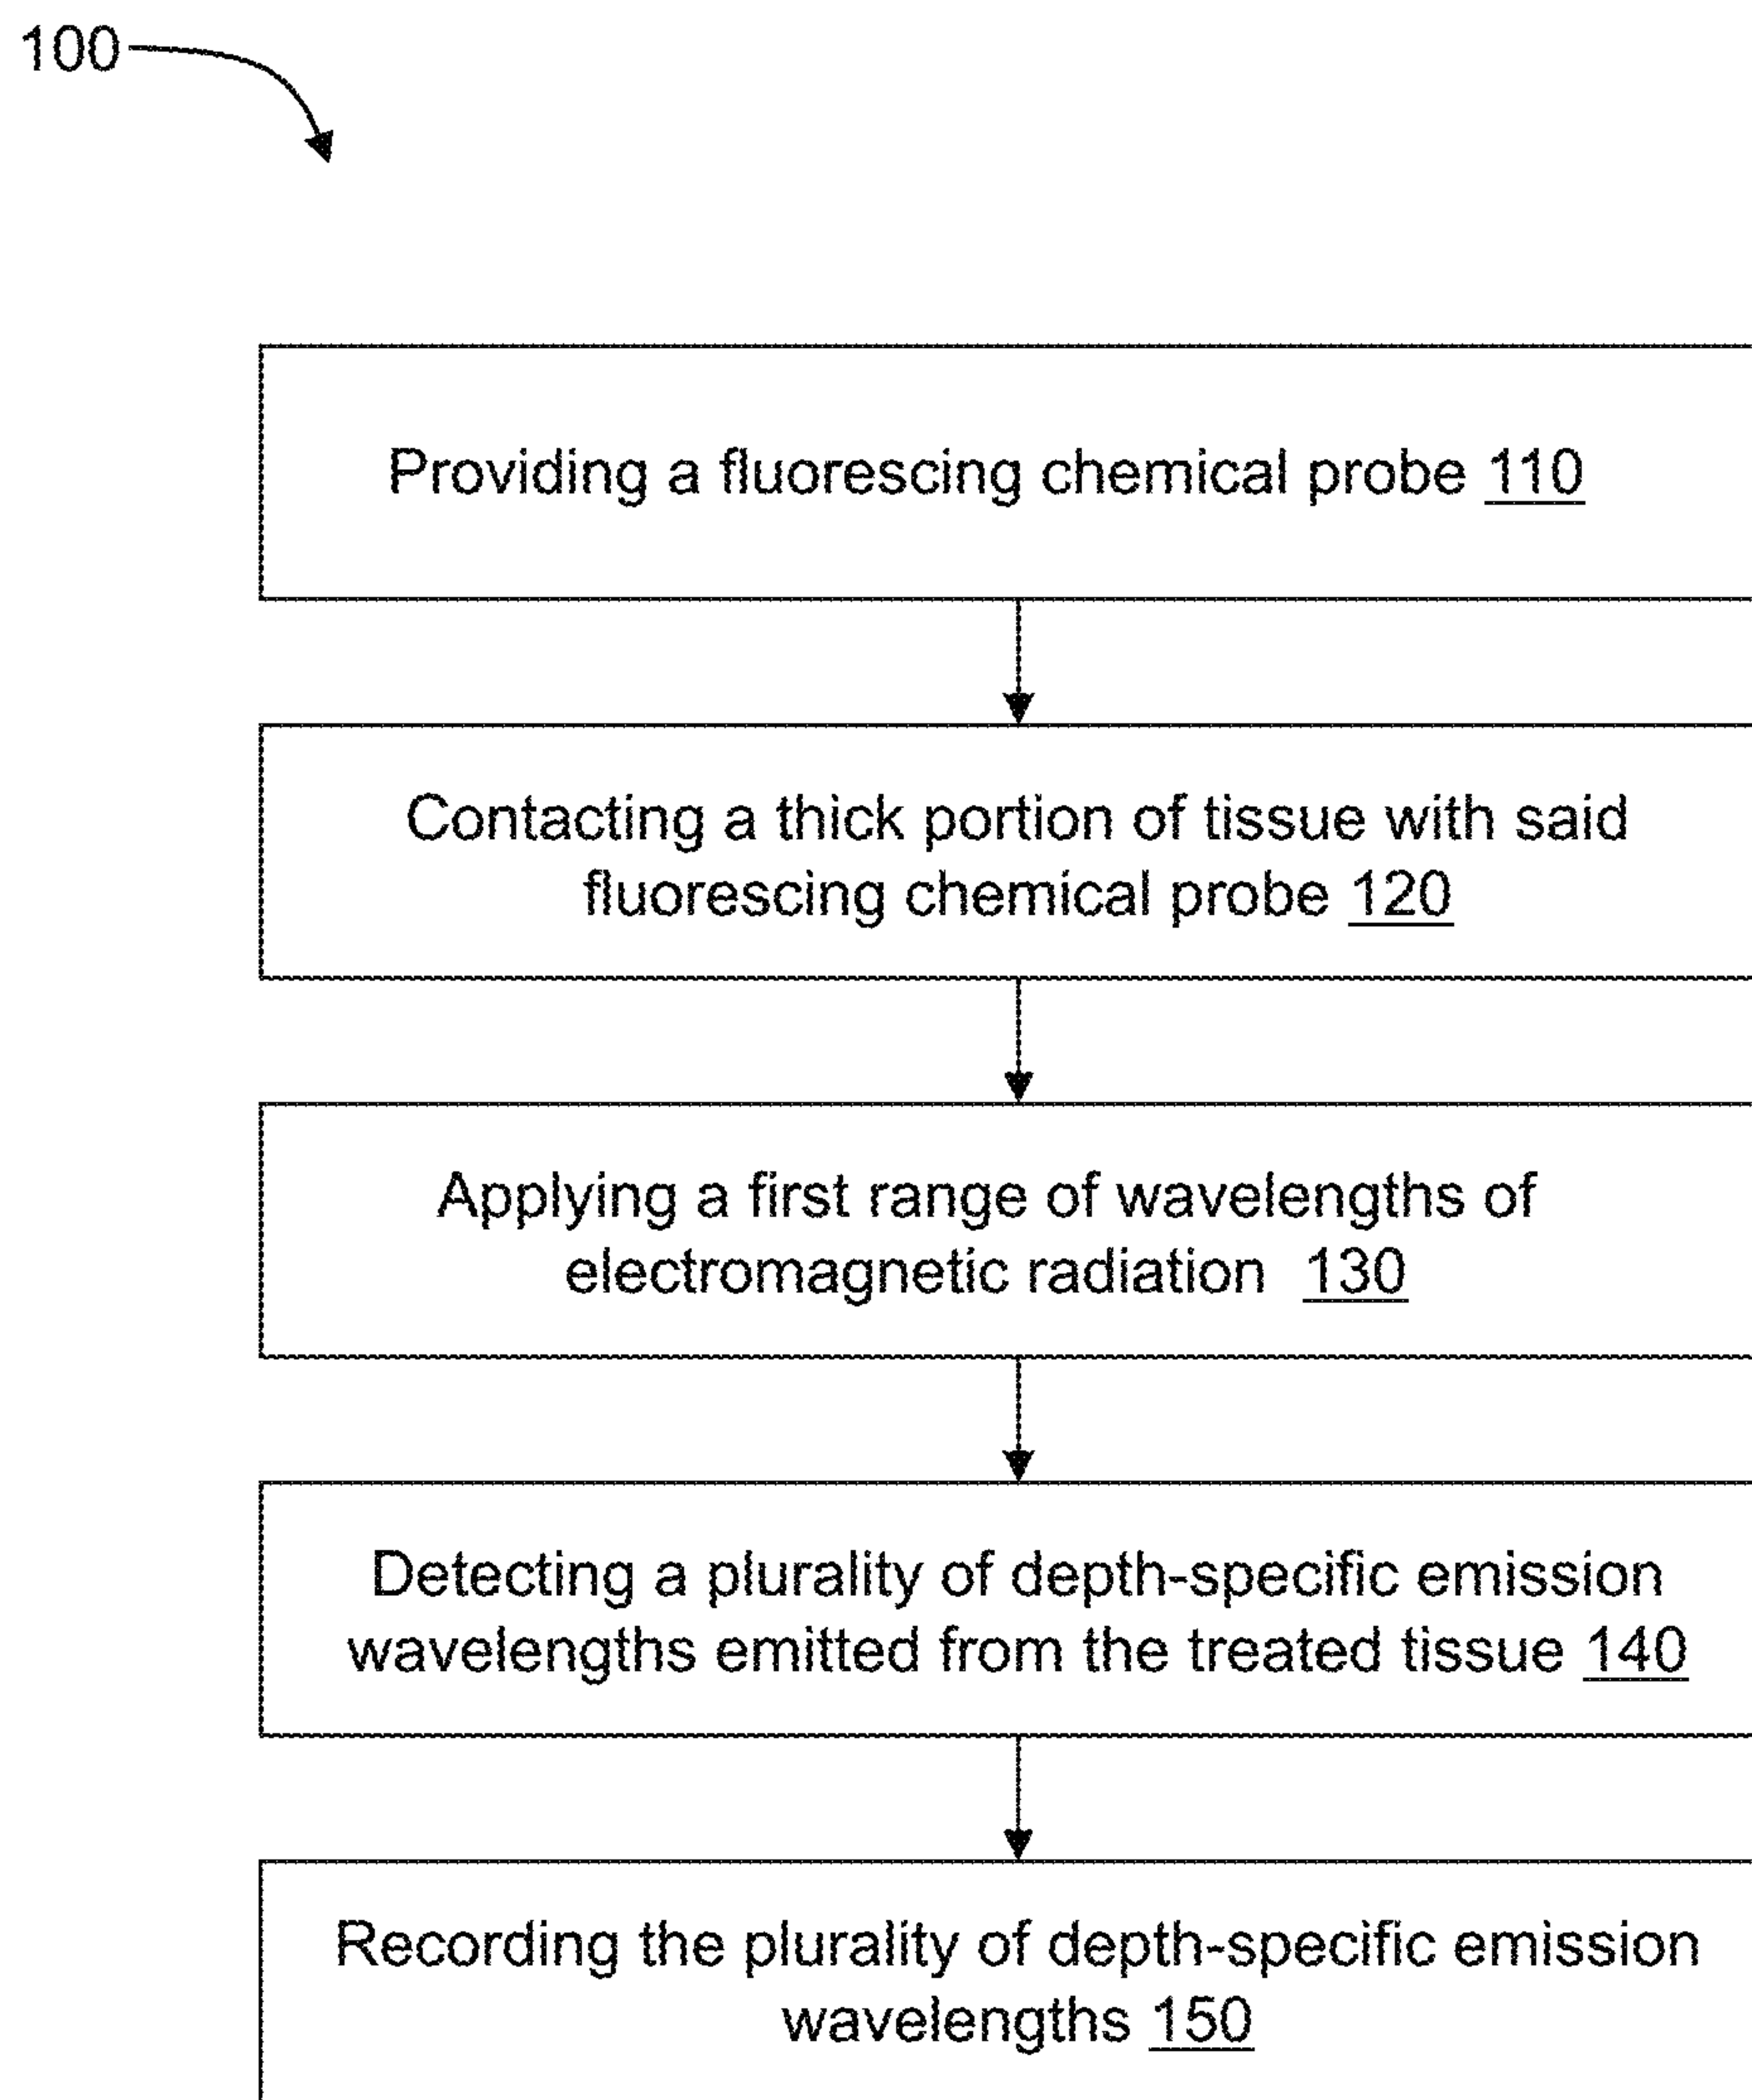 100
Providing a fluorescing chemical probe 110
Contacting a thick portion of tissue with said
fluorescing chemical probe 120
Applying a first range of wavelengths of
electromagnetic radiation 130
Detecting a plurality of depth-specific emission
wavelengths emitted from the treated tissue 140
Recording the plurality of depth-specific emission
wavelengths 150